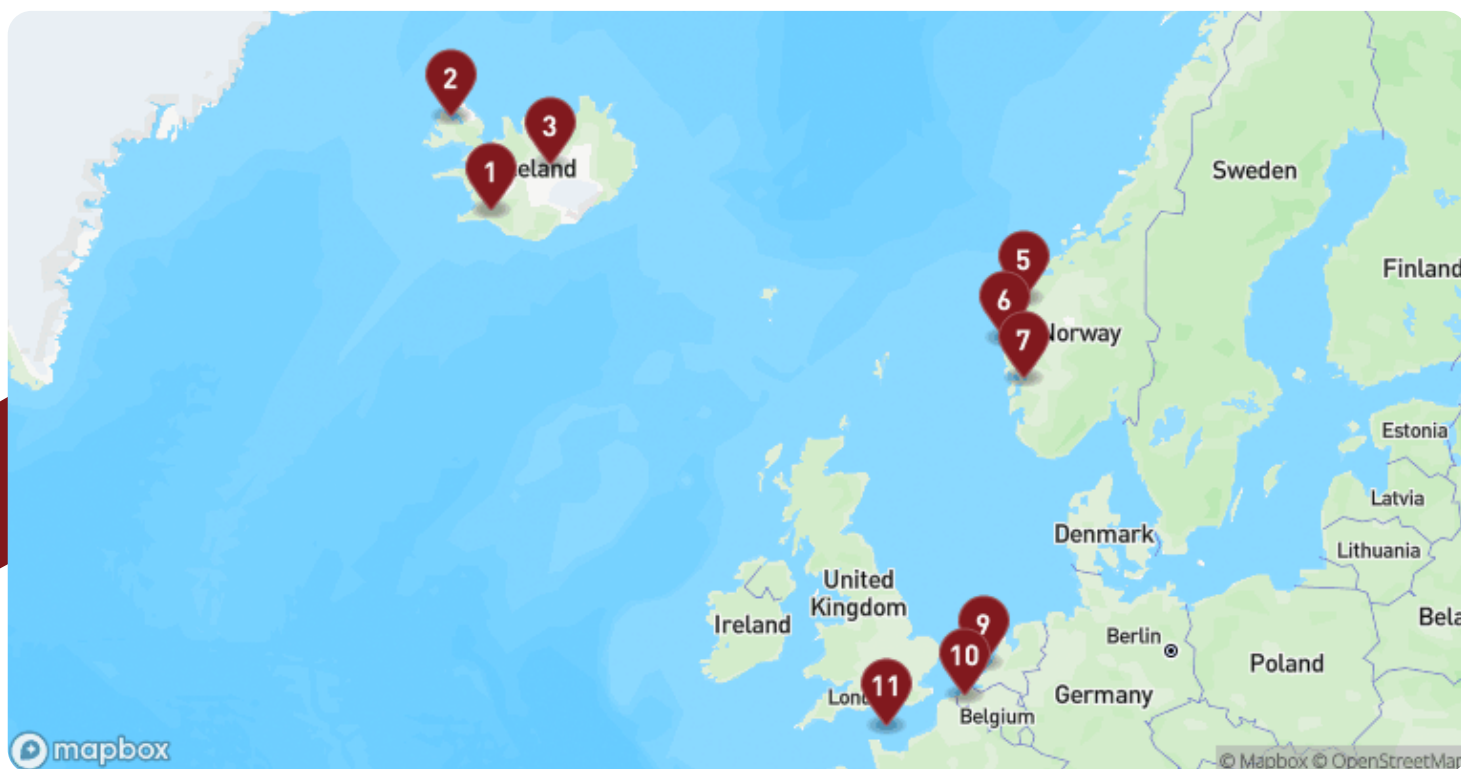 2
3
1
eland
Sweden
5
Finland
6
7
Norway
Estonia
Latvia
Denmark
Lithuania
United
Kingdom
Ireland
9
10
Berlin
Bela
Poland
11
Lon
Germany
Belgium
mapbox
© Mapbox © OpenStreetMap